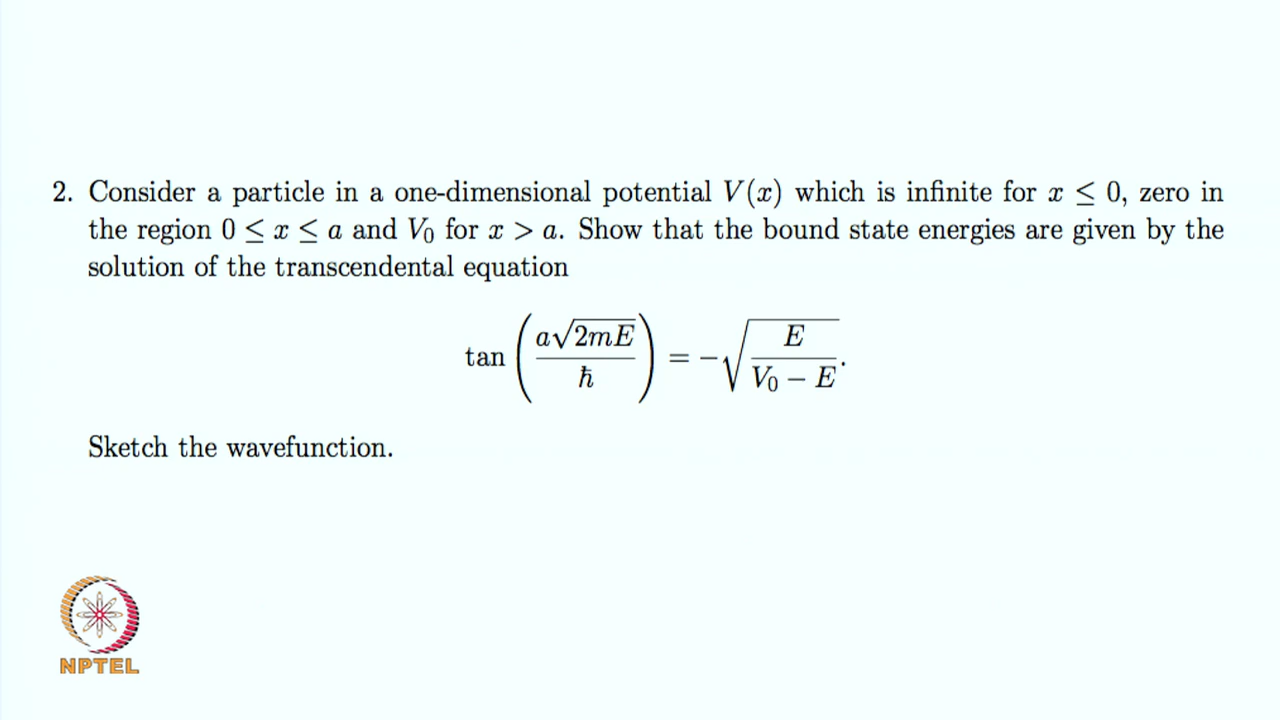 2. Consider a particle in a one-dimensional potential V(x) which is infinite for x ≤ 0, zero in
the region 0 ≤ x ≤ a and V₀ for x > a. Show that the bound state energies are given by the
solution of the transcendental equation
tan(a√(2mE)/ħ) = −√(E/(V₀ − E)).
Sketch the wavefunction.
NPTEL